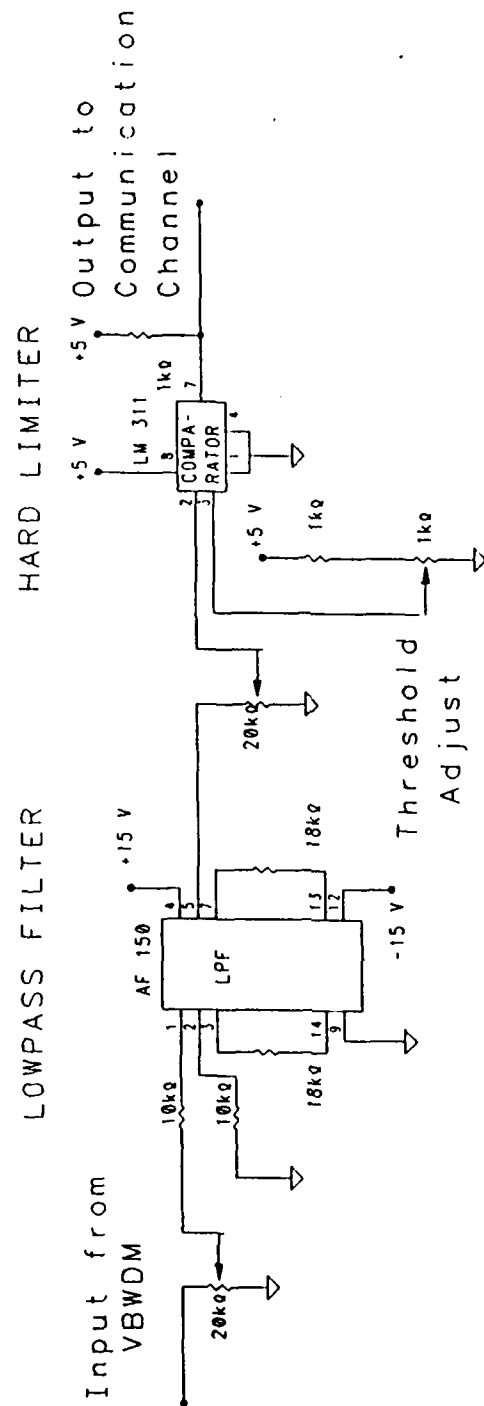 LOWPASS FILTER
HARD LIMITER
Input from
VBWDM
20kΩ
10kΩ
10kΩ
AF 150
LPF
1
2
3
14
9
4
5
7
13
12
18kΩ
18kΩ
+15 V
-15 V
20kΩ
+5 V
LM 311
8
2
3
COMPA-
RATOR
1
4
7
1kΩ
+5 V
Output to
Communication
Channel
+5 V
1kΩ
1kΩ
Threshold
Adjust